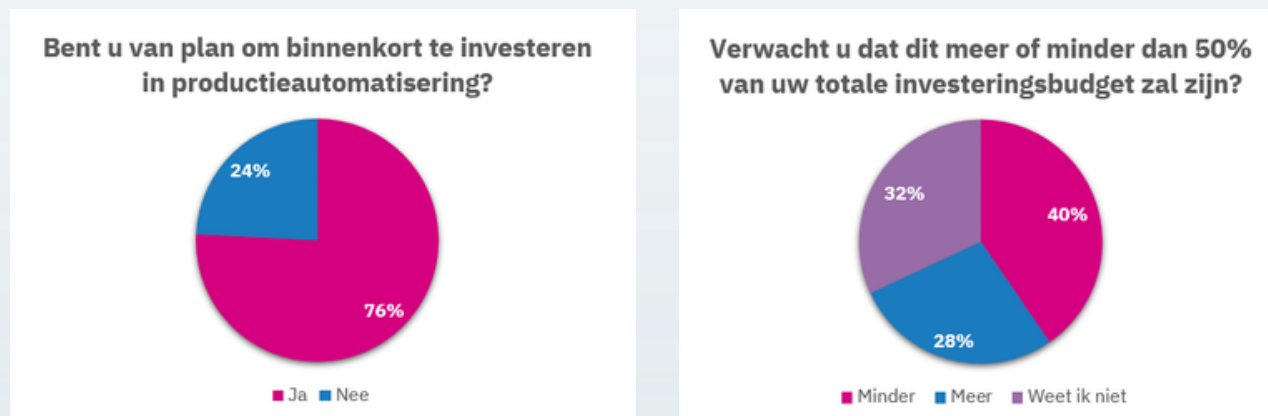 Bent u van plan om binnenkort te investeren
in productieautomatisering?
24%
76%
Ja Nee
Verwacht u dat dit meer of minder dan 50%
van uw totale investeringsbudget zal zijn?
32%
40%
28%
Minder Meer Weet ik niet